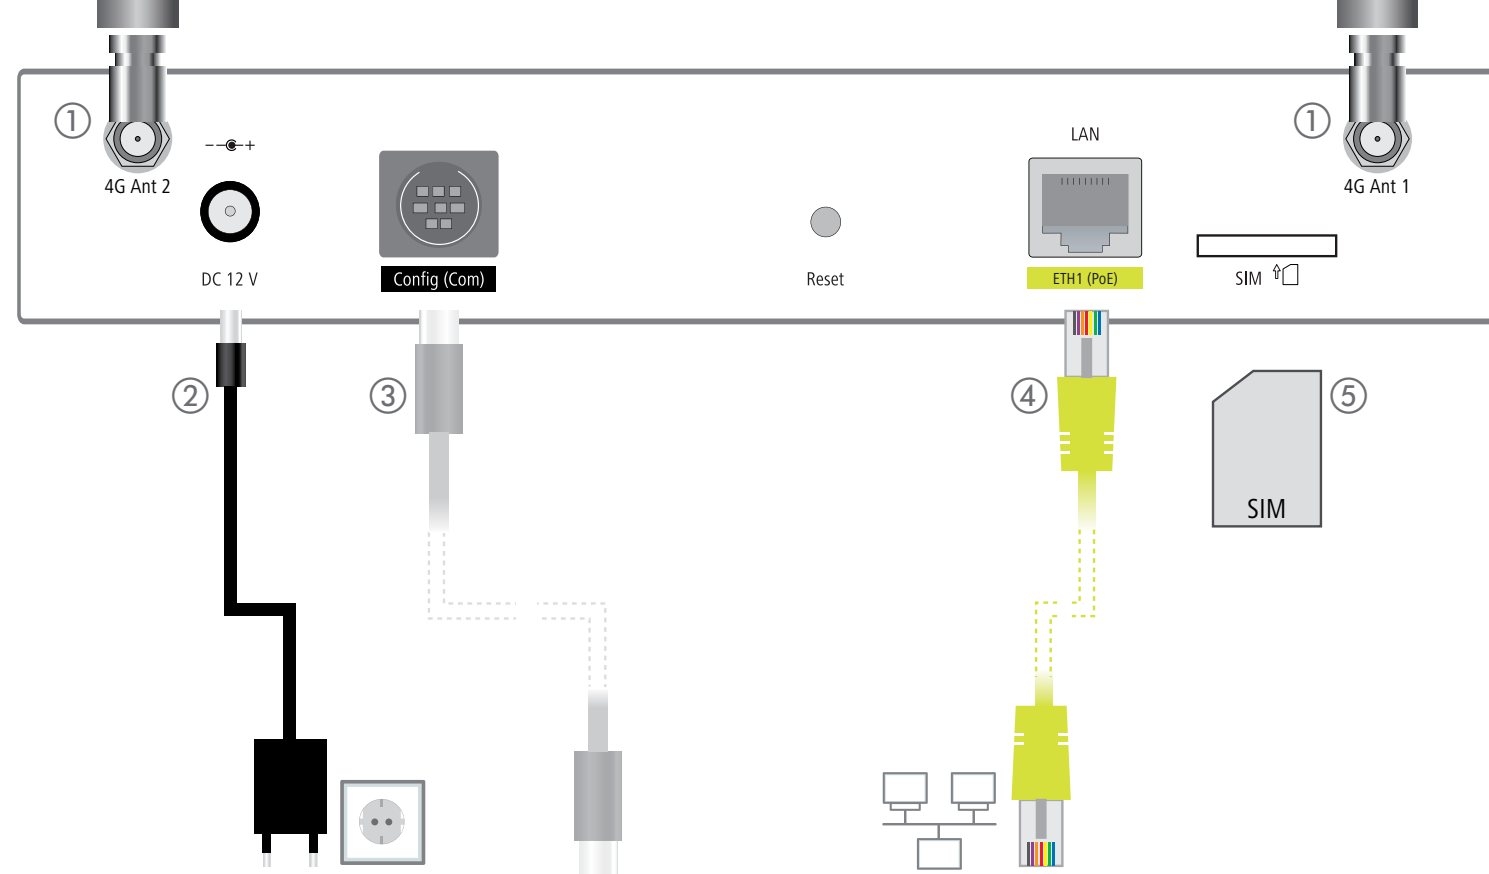 ①
①
LAN
−
+
4G Ant 2
4G Ant 1
DC 12 V
Config (Com)
Reset
ETH1 (PoE)
SIM
②
③
④
⑤
SIM